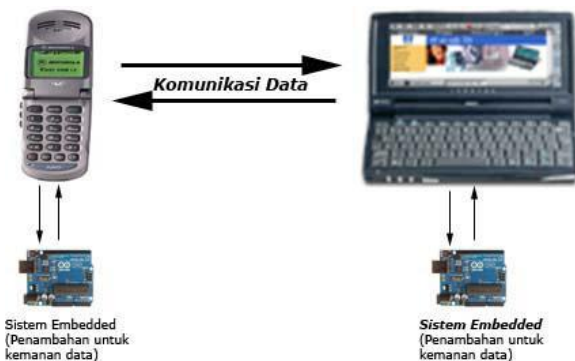 Komunikasi Data
Sistem Embedded
(Penambahan untuk
kemanan data)
Sistem Embedded
(Penambahan untuk
kemanan data)